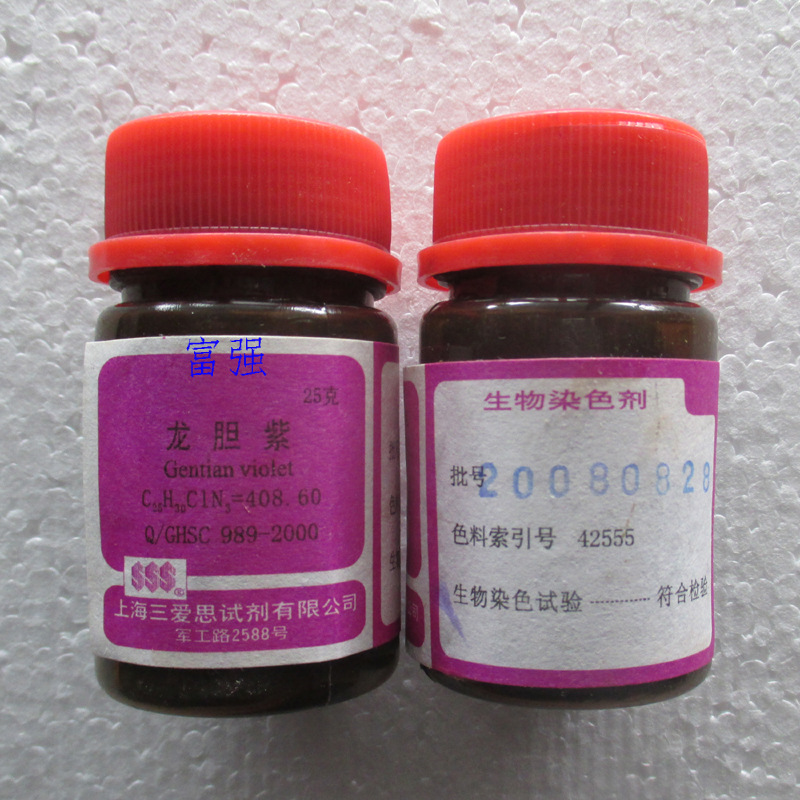 富强
25克
龙胆紫
Gentian violet
Q/GHSC 989-2000
SSS®
上海三爱思试剂有限公司
军工路2588号
生物染色剂
批号 20080828
色料索引号 42555
生物染色试验 ---------- 符合检验